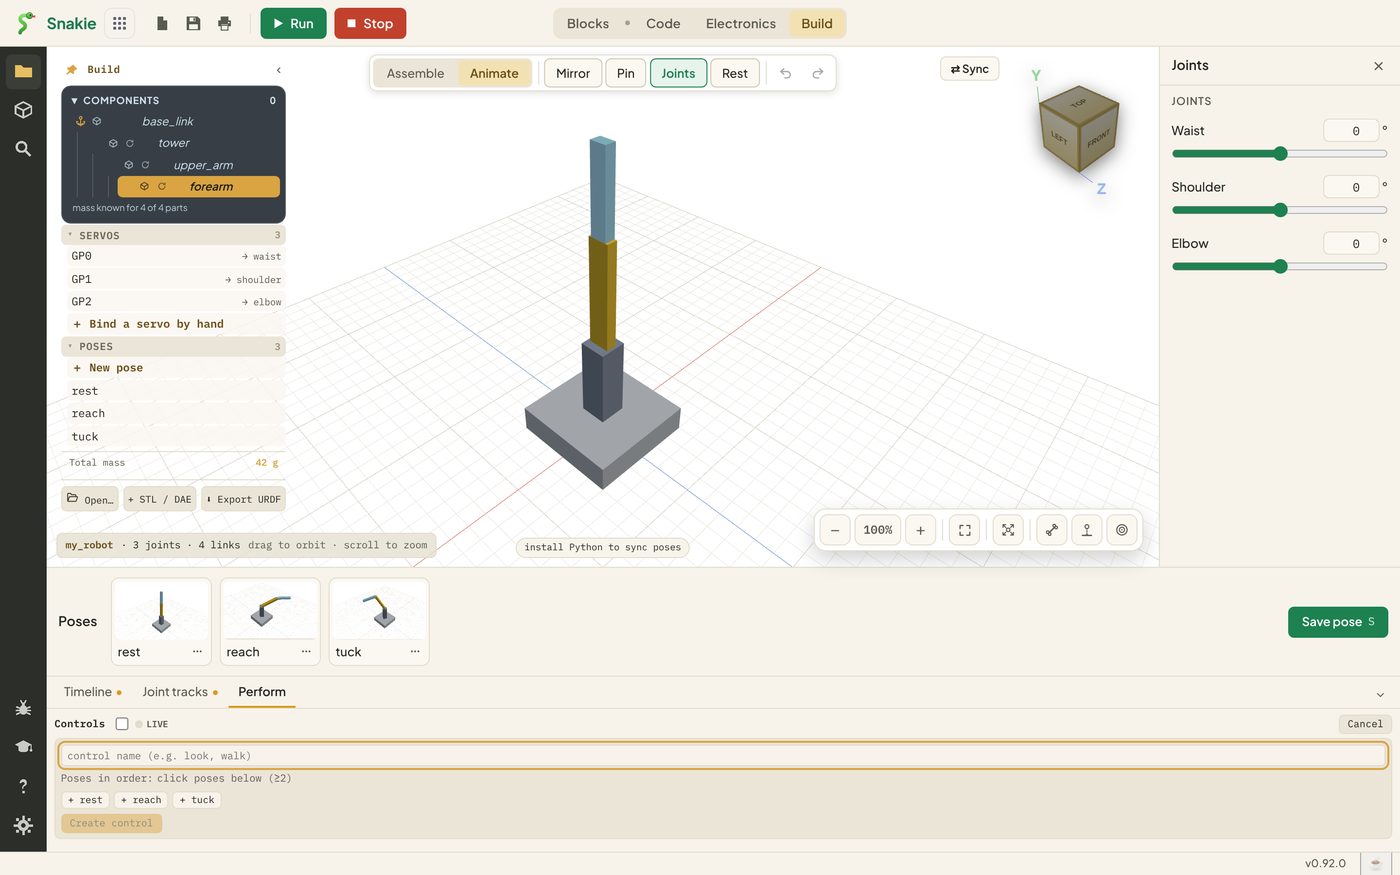 Snakie
Run
Stop
Blocks
Code
Electronics
Build
Build
COMPONENTS 0
base_link
tower
upper_arm
forearm
mass known for 4 of 4 parts
SERVOS 3
GP0 → waist
GP1 → shoulder
GP2 → elbow
+ Bind a servo by hand
POSES 3
+ New pose
rest
reach
tuck
Total mass 42 g
Open…
+ STL / DAE
Export URDF
my_robot · 3 joints · 4 links drag to orbit · scroll to zoom
Assemble
Animate
Mirror
Pin
Joints
Rest
⇄ Sync
Y
TOP
LEFT
FRONT
Z
install Python to sync poses
− 100% +
Joints
JOINTS
Waist 0 °
Shoulder 0 °
Elbow 0 °
Poses
rest ···
reach ···
tuck ···
Save pose S
Timeline
Joint tracks
Perform
Controls
LIVE
Cancel
control name (e.g. look, walk)
Poses in order: click poses below (≥2)
+ rest
+ reach
+ tuck
Create control
v0.92.0